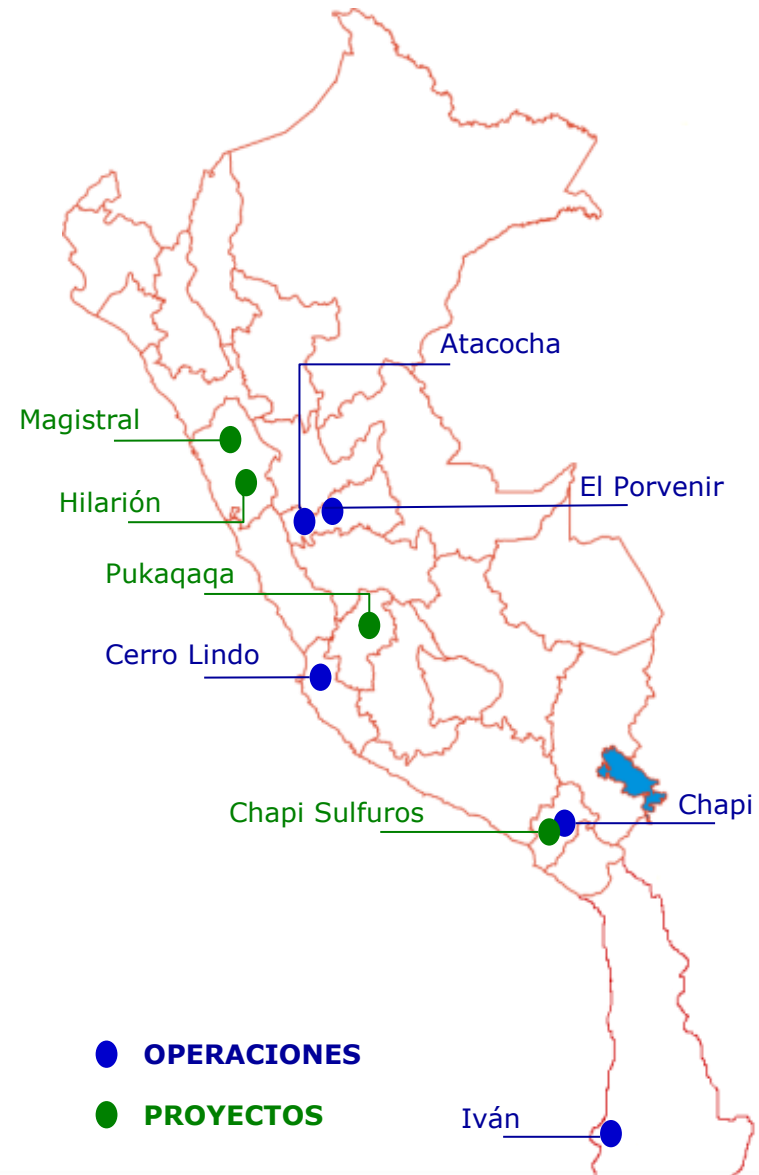 Atacocha
Magistral
El Porvenir
Hilarión
Pukaqaqa
Cerro Lindo
Chapi
Chapi Sulfuros
OPERACIONES
PROYECTOS
Iván